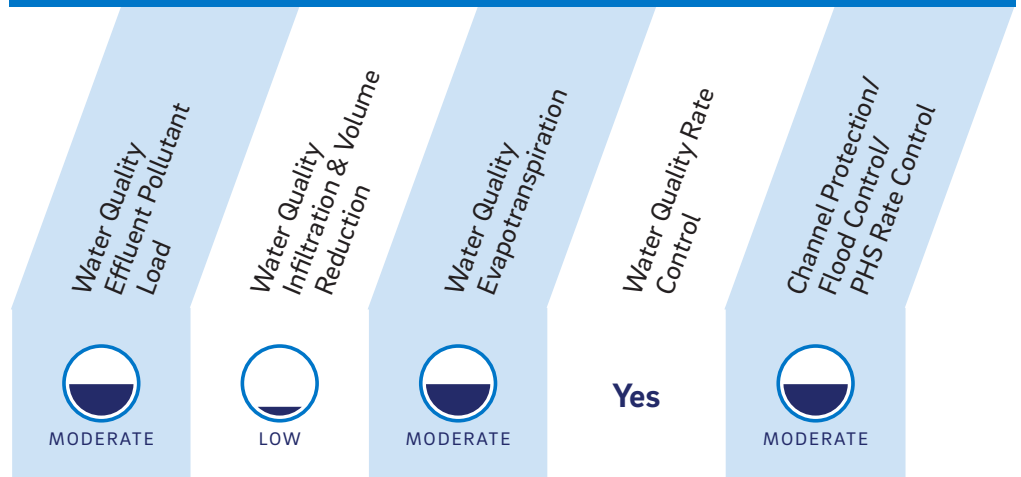 Water Quality
Effluent Pollutant
Load
Water Quality
Infiltration & Volume
Reduction
Water Quality
Evapotranspiration
Water Quality Rate
Control
Channel Protection/
Flood Control/
PHS Rate Control
MODERATE
LOW
MODERATE
Yes
MODERATE